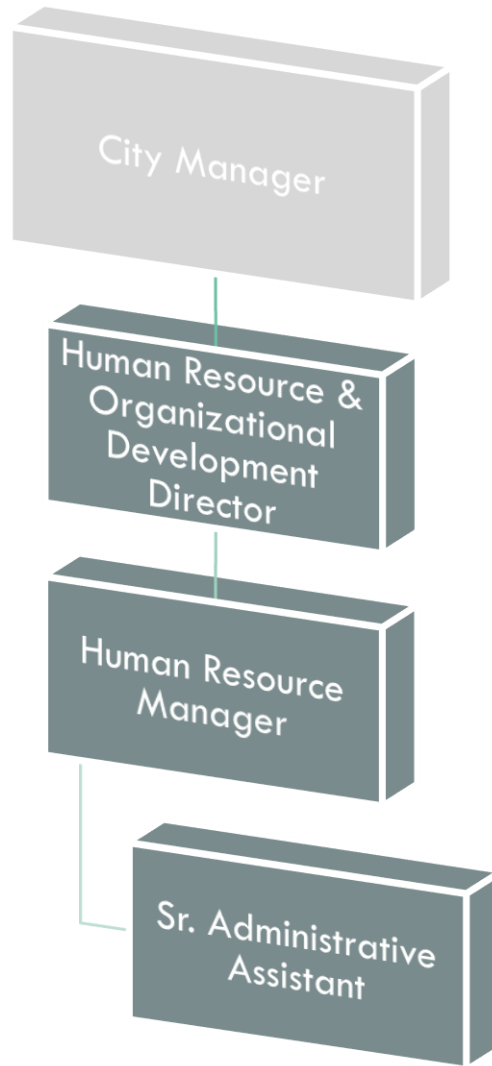 City Manager
Human Resource &
Organizational
Development
Director
Human Resource
Manager
Sr. Administrative
Assistant